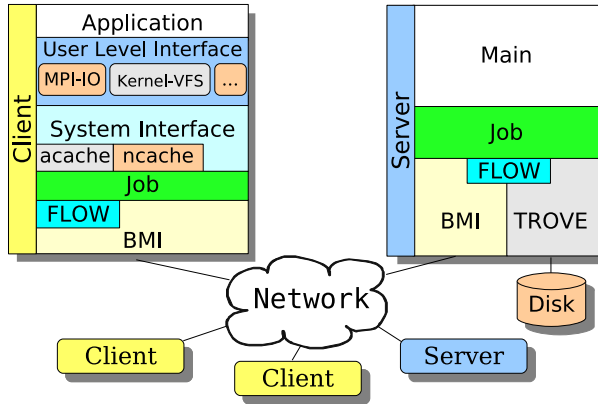 Client
Application
User Level Interface
MPI-IO Kernel-VFS ...
System Interface
acache ncache
Job
FLOW
BMI
Server
Main
Job
FLOW
BMI TROVE
Disk
Network
Client
Client
Server